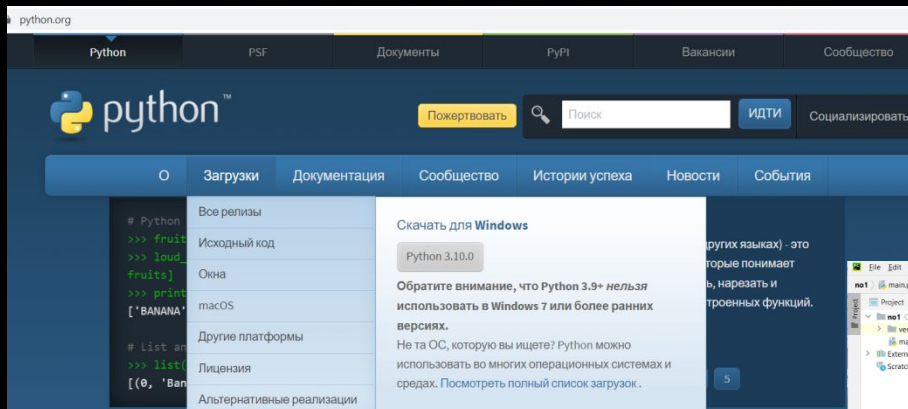 python.org
Python PSF Документы PyPI Вакансии Сообщество
python™
Пожертвовать Поиск ИДТИ Социализировать
О Загрузки Документация Сообщество Истории успеха Новости События
Все релизы
Исходный код
Окна
macOS
Другие платформы
Лицензия
Альтернативные реализации
Скачать для Windows
Python 3.10.0
Обратите внимание, что Python 3.9+ нельзя
использовать в Windows 7 или более ранних
версиях.
Не та ОС, которую вы ищете? Python можно
использовать во многих операционных системах и
средах. Посмотреть полный список загрузок .
# Python
>>> fruit
>>> loud_
fruits]
>>> print
['BANANA'
# List an
>>> list(
[(0, 'Ban
других языках) - это
торые понимает
ь, нарезать и
троенных функций.
5
File Edit
no1 main.p
Project
no1
ver
ma
Extern
Scratch